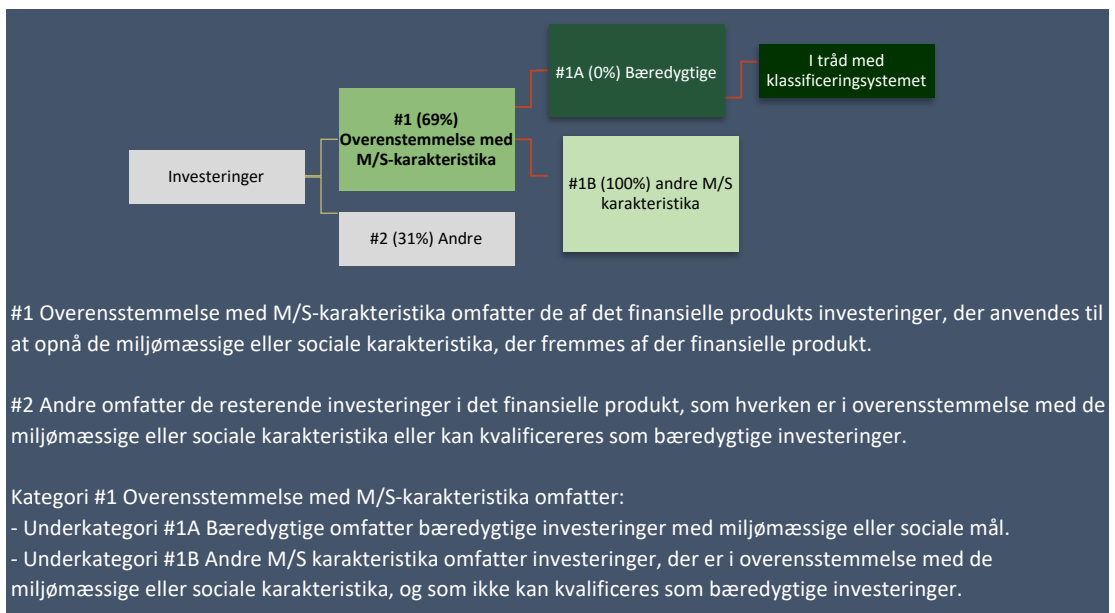 #1A (0%) Bæredygtige
I tråd med
klassificeringsystemet
#1 (69%)
Overenstemmelse med
M/S-karakteristika
Investeringer
#1B (100%) andre M/S
karakteristika
#2 (31%) Andre
#1 Overensstemmelse med M/S-karakteristika omfatter de af det finansielle produkts investeringer, der anvendes til
at opnå de miljømæssige eller sociale karakteristika, der fremmes af der finansielle produkt.
#2 Andre omfatter de resterende investeringer i det finansielle produkt, som hverken er i overensstemmelse med de
miljømæssige eller sociale karakteristika eller kan kvalificereres som bæredygtige investeringer.
Kategori #1 Overensstemmelse med M/S-karakteristika omfatter:
- Underkategori #1A Bæredygtige omfatter bæredygtige investeringer med miljømæssige eller sociale mål.
- Underkategori #1B Andre M/S karakteristika omfatter investeringer, der er i overensstemmelse med de
miljømæssige eller sociale karakteristika, og som ikke kan kvalificeres som bæredygtige investeringer.